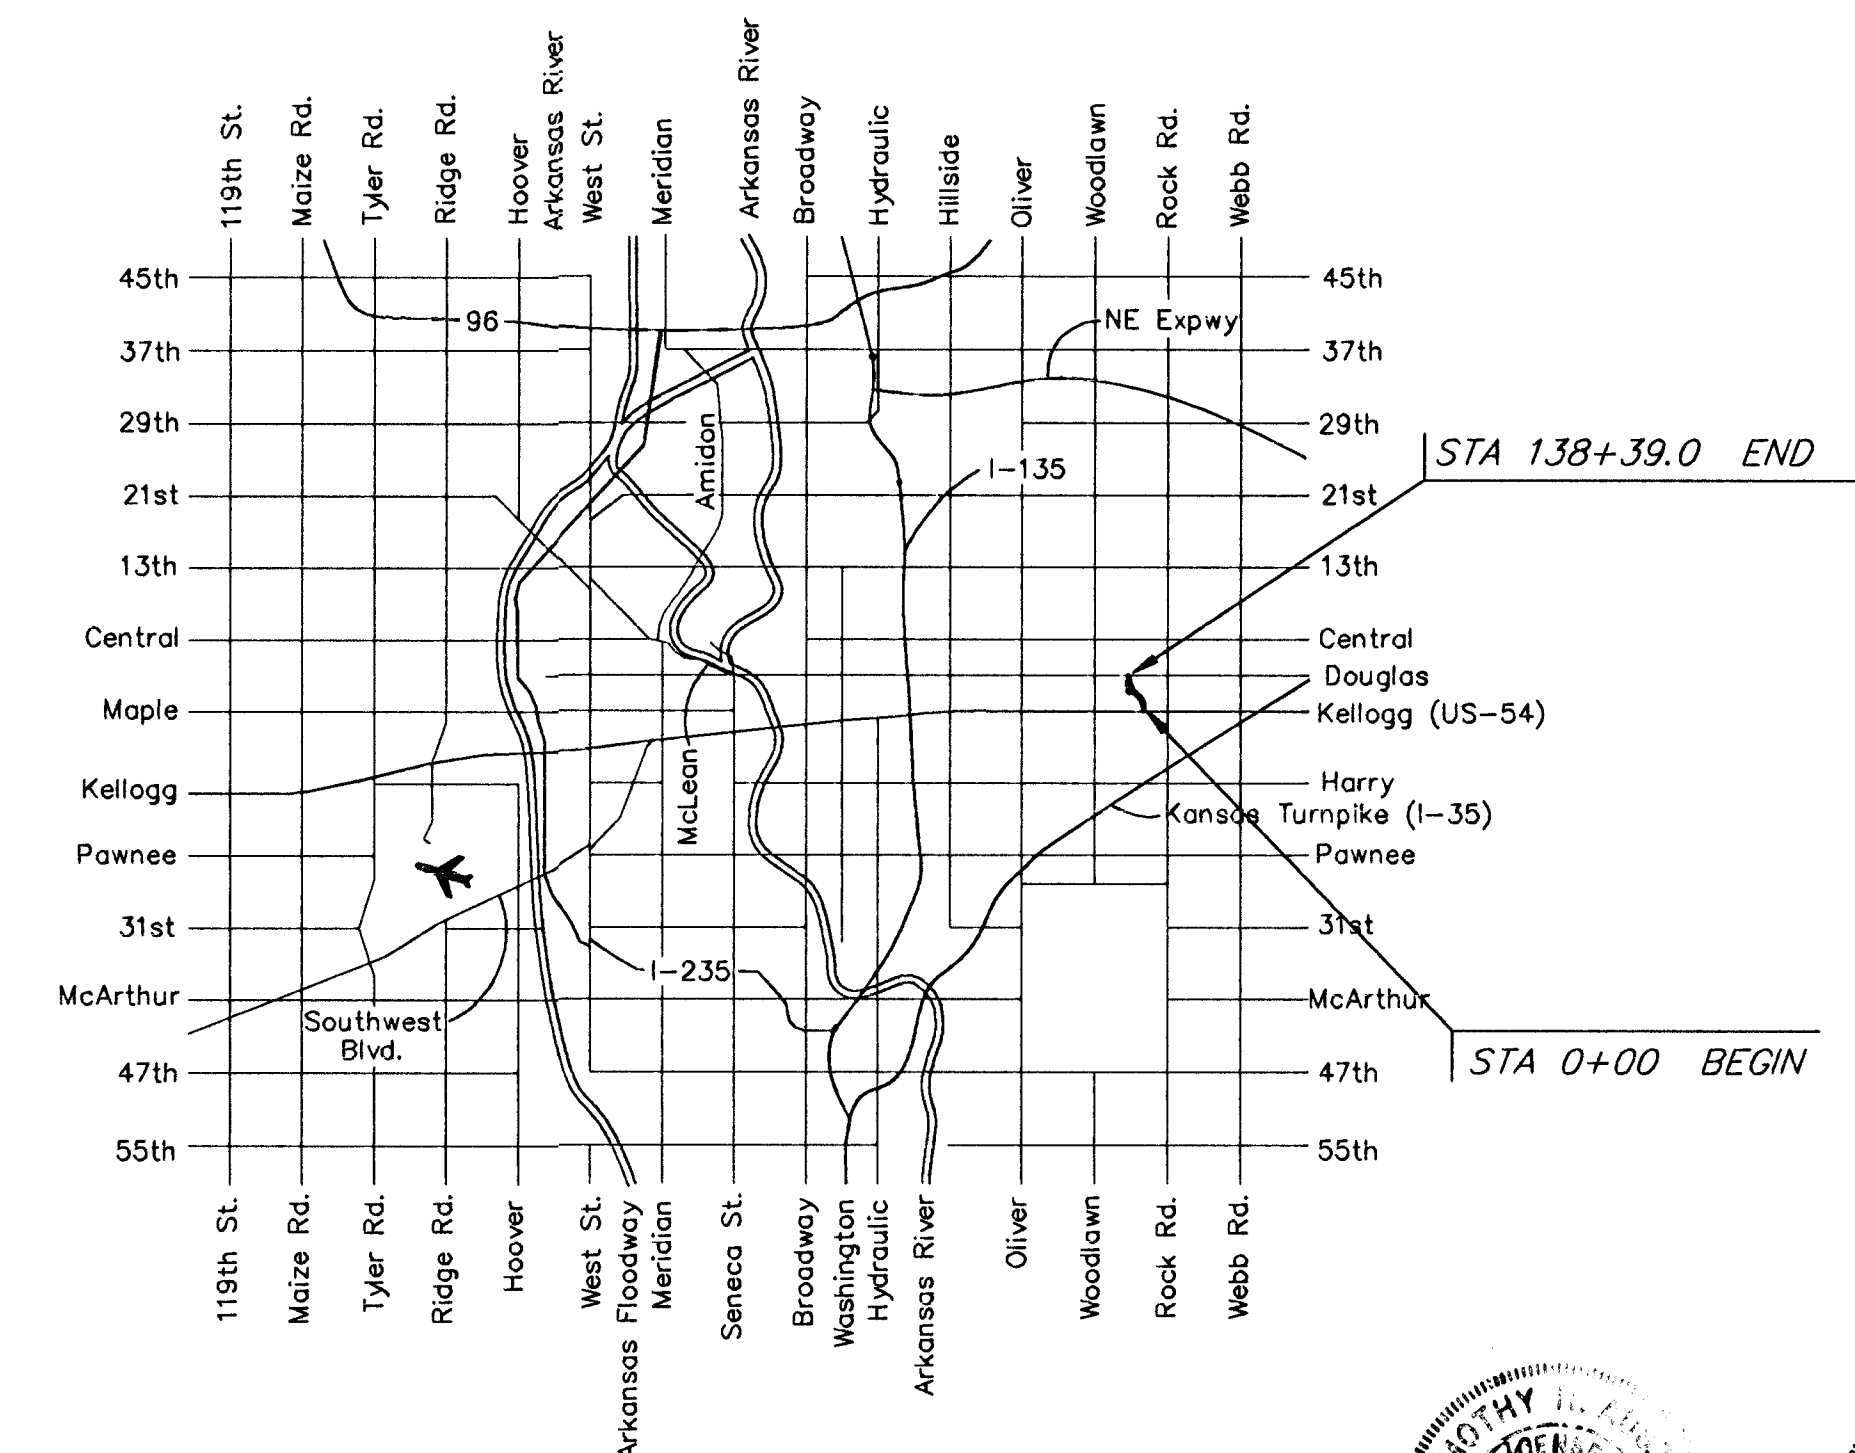 119th St.
Maize Rd.
Tyler Rd.
Ridge Rd.
Hoover
Arkansas River
West St.
Meridian
Arkansas River
Broadway
Hydraulic
Hillside
Oliver
Woodlawn
Rock Rd.
Webb Rd.
45th
45th
96
NE Expwy
37th
37th
29th
29th
Amidon
STA 138+39.0 END
I-135
21st
21st
13th
13th
Central
Central
Douglas
Maple
Kellogg (US-54)
McLean
Kellogg
Harry
Kansas Turnpike (I-35)
Pawnee
Pawnee
31st
31st
I-235
McArthur
McArthur
Southwest
Blvd.
STA 0+00 BEGIN
47th
47th
55th
55th
119th St.
Maize Rd.
Tyler Rd.
Ridge Rd.
Hoover
West St.
Arkansas Floodway
Meridian
Seneca St.
Broadway
Washington
Hydraulic
Arkansas River
Oliver
Woodlawn
Rock Rd.
Webb Rd.